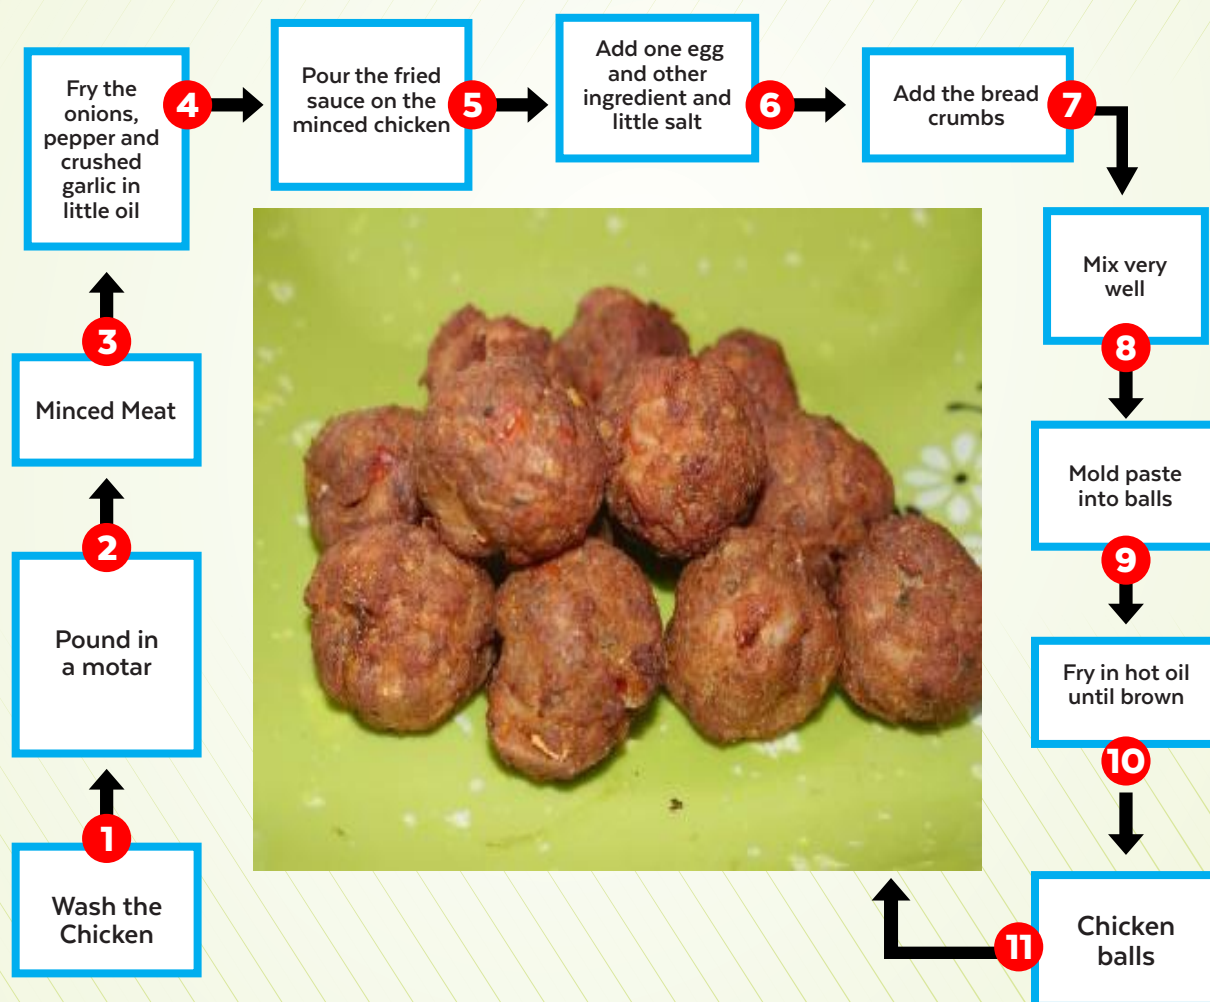 1
Wash the
Chicken
2
Pound in
a motar
3
Minced Meat
4
Fry the
onions,
pepper and
crushed
garlic in
little oil
5
Pour the fried
sauce on the
minced chicken
6
Add one egg
and other
ingredient and
little salt
7
Add the bread
crumbs
Mix very
well
8
Mold paste
into balls
9
Fry in hot oil
until brown
10
Chicken
balls
11